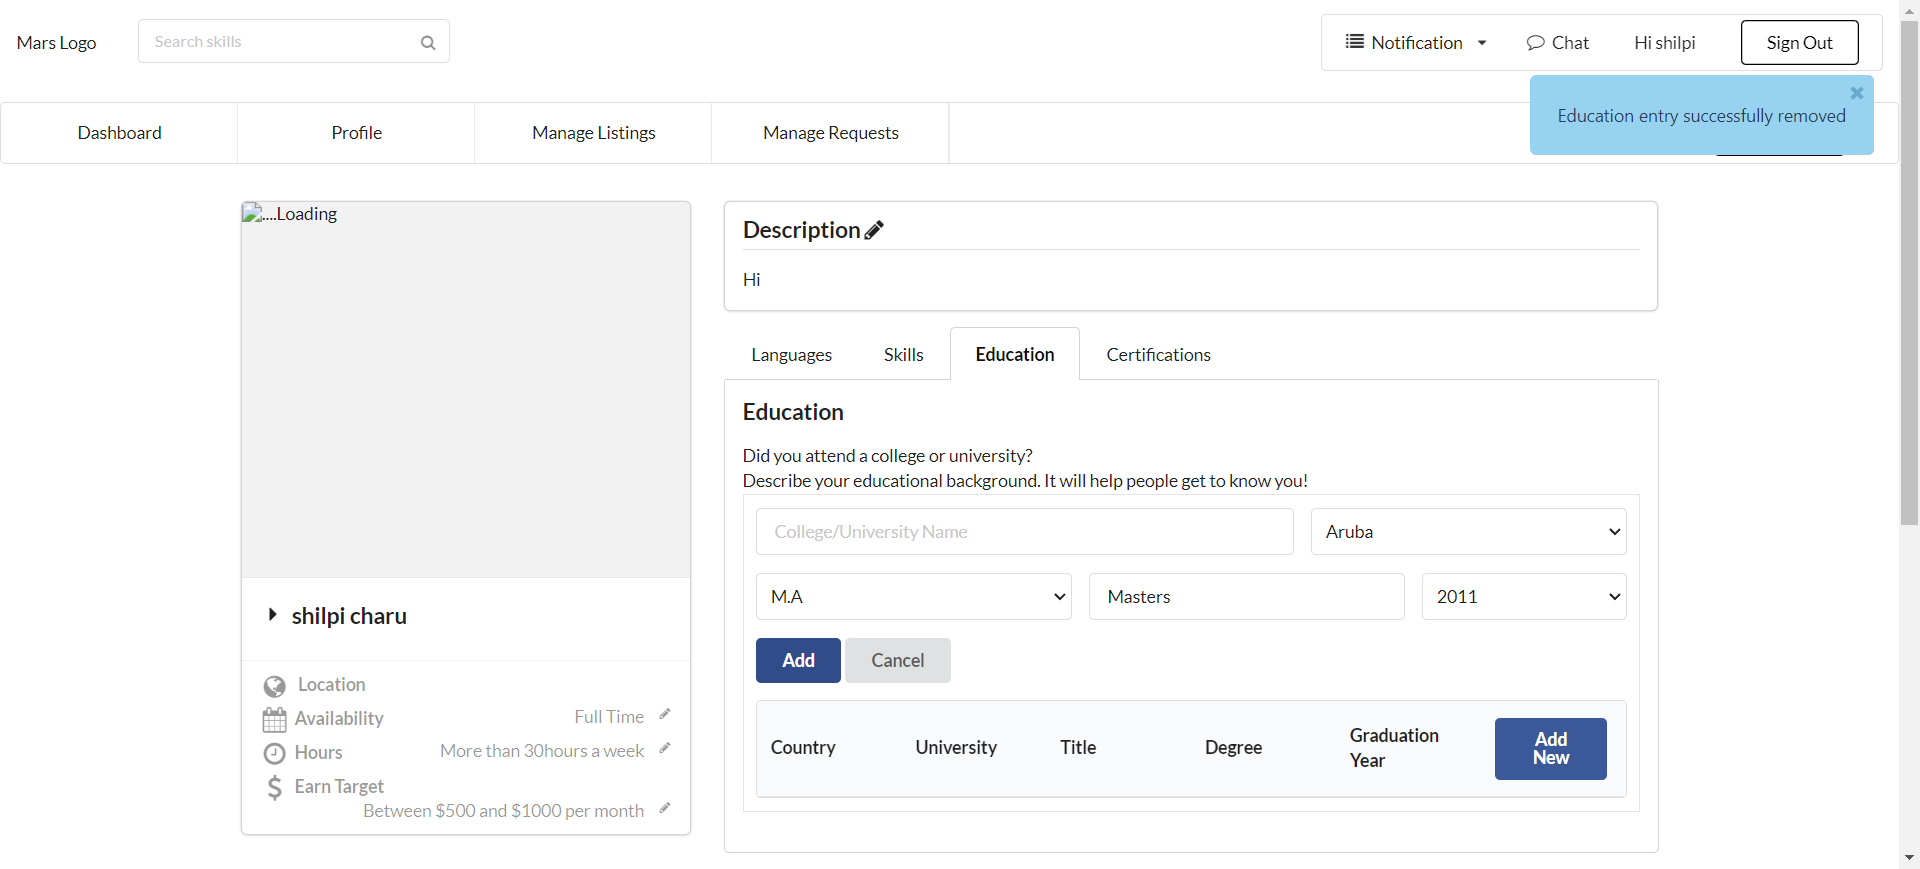 Mars Logo
Search skills
Notification
Chat
Hi shilpi
Sign Out
Education entry successfully removed
Dashboard
Profile
Manage Listings
Manage Requests
....Loading
shilpi charu
Location
Availability
Full Time
Hours
More than 30hours a week
Earn Target
Between $500 and $1000 per month
Description
Hi
Languages
Skills
Education
Certifications
Education
Did you attend a college or university?
Describe your educational background. It will help people get to know you!
College/University Name
Aruba
M.A
Masters
2011
Add
Cancel
Country
University
Title
Degree
Graduation
Year
Add
New